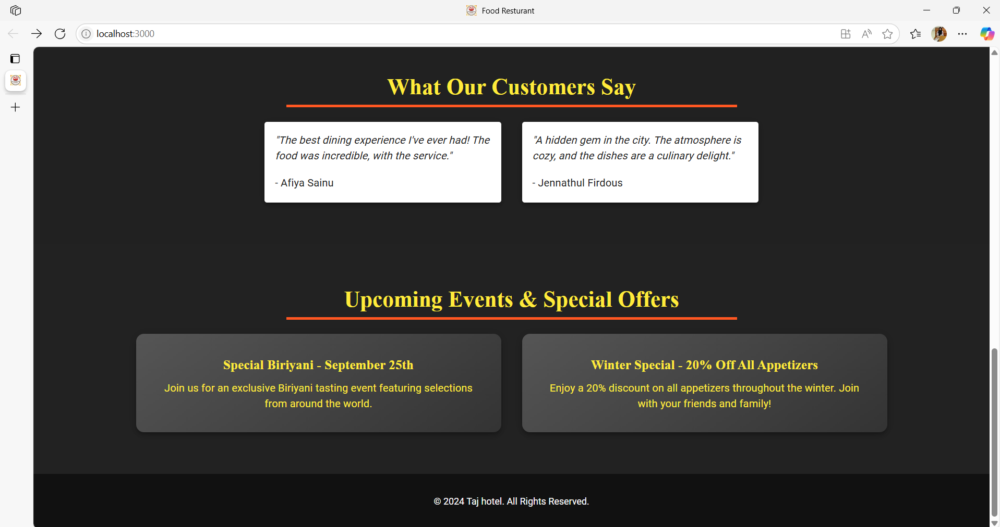 Food Resturant
localhost:3000
What Our Customers Say
"The best dining experience I've ever had! The
food was incredible, with the service."
- Afiya Sainu
"A hidden gem in the city. The atmosphere is
cozy, and the dishes are a culinary delight."
- Jennathul Firdous
Upcoming Events & Special Offers
Special Biriyani - September 25th
Join us for an exclusive Biriyani tasting event featuring selections
from around the world.
Winter Special - 20% Off All Appetizers
Enjoy a 20% discount on all appetizers throughout the winter. Join
with your friends and family!
© 2024 Taj hotel. All Rights Reserved.